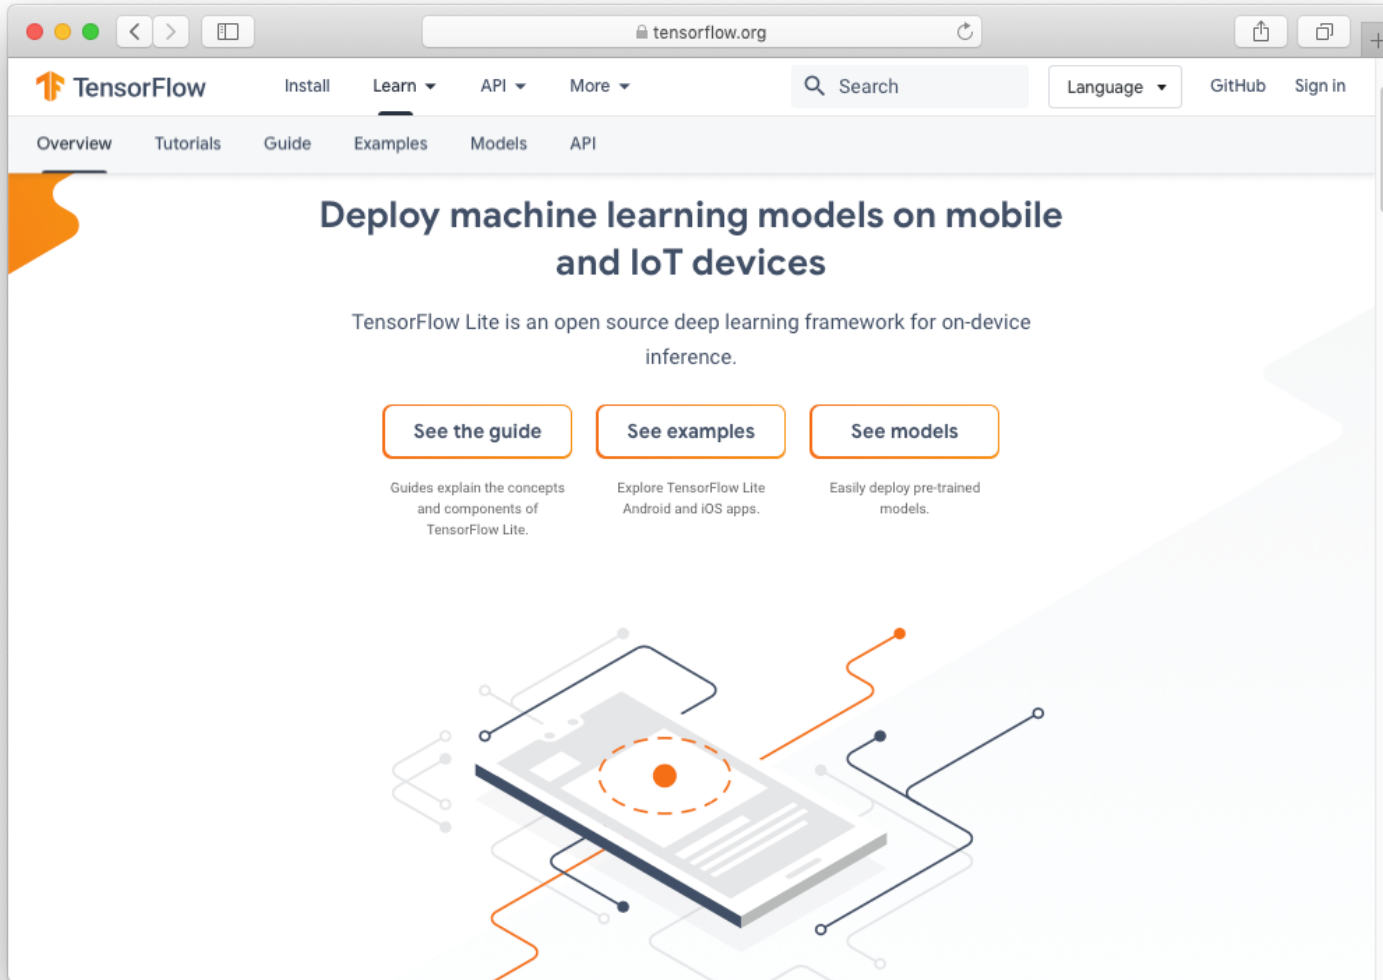 tensorflow.org
TensorFlow Install Learn API More Search Language GitHub Sign in
Overview Tutorials Guide Examples Models API
Deploy machine learning models on mobile
and IoT devices
TensorFlow Lite is an open source deep learning framework for on-device
inference.
See the guide
Guides explain the concepts
and components of
TensorFlow Lite.
See examples
Explore TensorFlow Lite
Android and iOS apps.
See models
Easily deploy pre-trained
models.